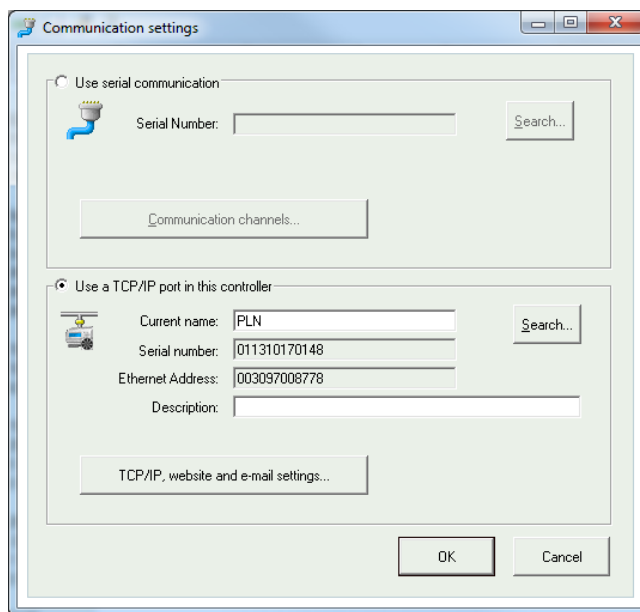 Communication settings
Use serial communication
Serial Number:
Search...
Communication channels...
Use a TCP/IP port in this controller
Current name: PLN
Search...
Serial number: 011310170148
Ethernet Address: 003097008778
Description:
TCP/IP, website and e-mail settings...
OK Cancel